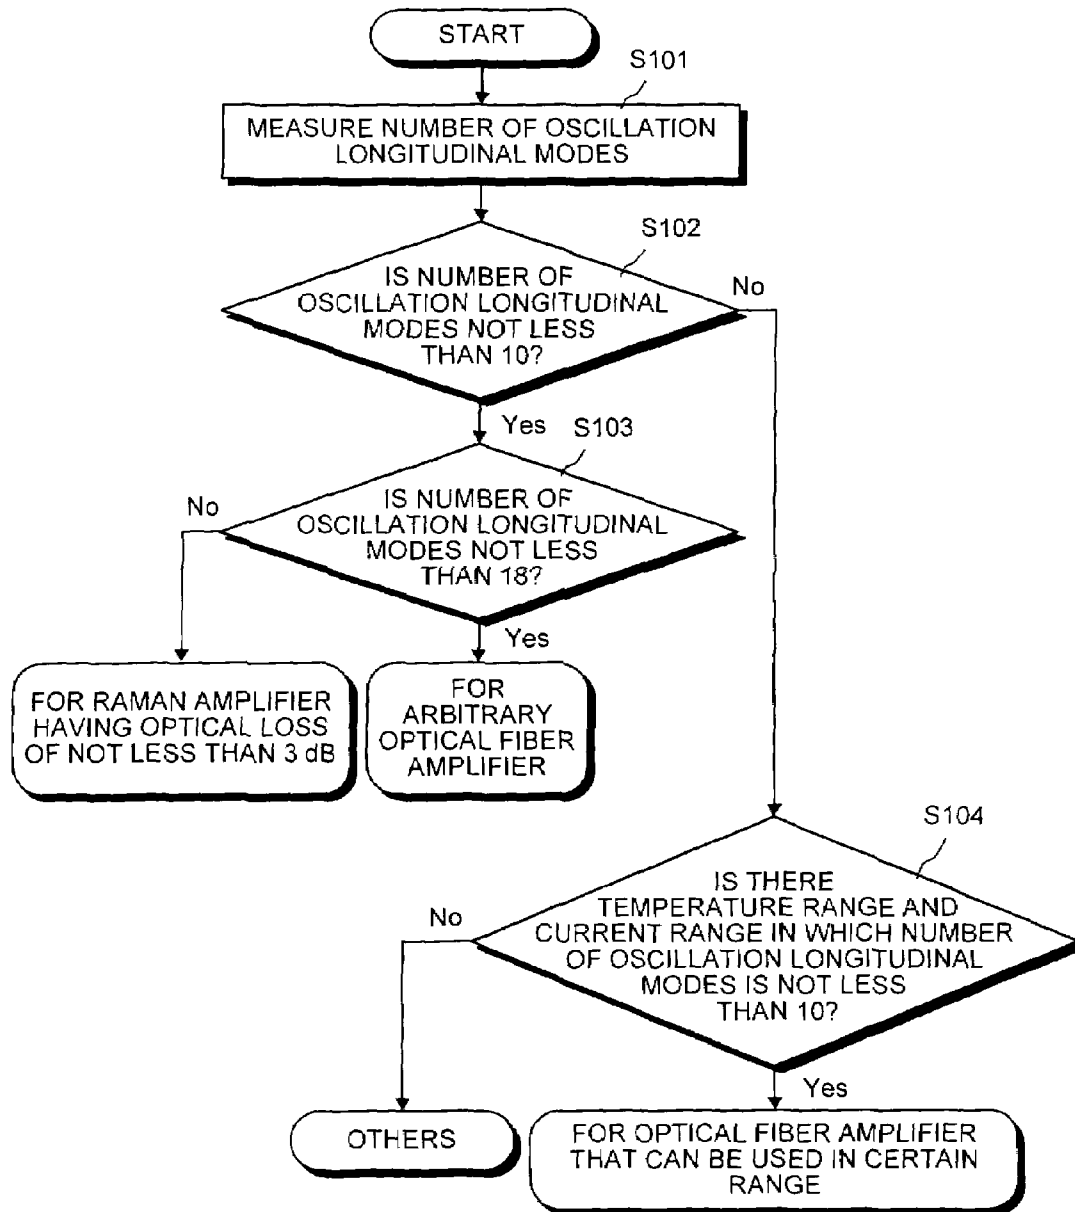 START
S101
MEASURE NUMBER OF OSCILLATION
LONGITUDINAL MODES
S102
IS NUMBER OF
OSCILLATION LONGITUDINAL
MODES NOT LESS
THAN 10?
No
Yes
S103
IS NUMBER OF
OSCILLATION LONGITUDINAL
MODES NOT LESS
THAN 18?
No
Yes
FOR RAMAN AMPLIFIER
HAVING OPTICAL LOSS
OF NOT LESS THAN 3 dB
FOR
ARBITRARY
OPTICAL FIBER
AMPLIFIER
S104
IS THERE
TEMPERATURE RANGE AND
CURRENT RANGE IN WHICH NUMBER
OF OSCILLATION LONGITUDINAL
MODES IS NOT LESS
THAN 10?
No
Yes
OTHERS
FOR OPTICAL FIBER AMPLIFIER
THAT CAN BE USED IN CERTAIN
RANGE